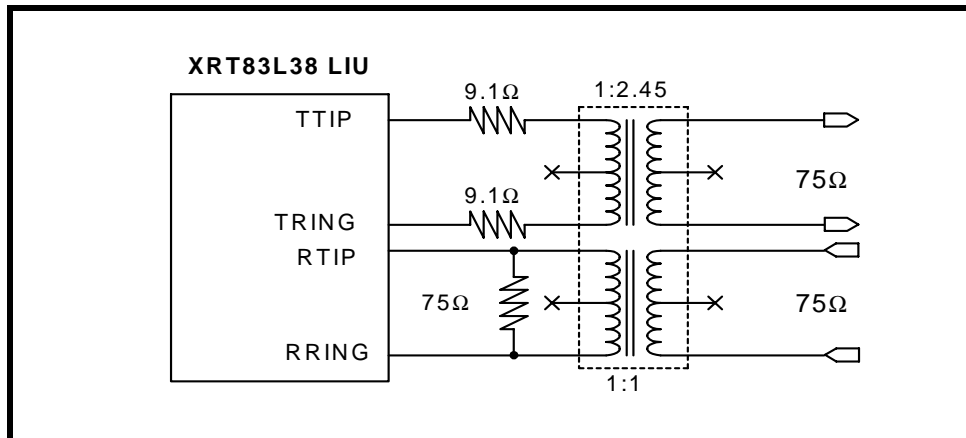 XRT83L38 LIU
9.1Ω
1:2.45
TTIP
75Ω
9.1Ω
TRING
RTIP
75Ω
75Ω
RRING
1:1